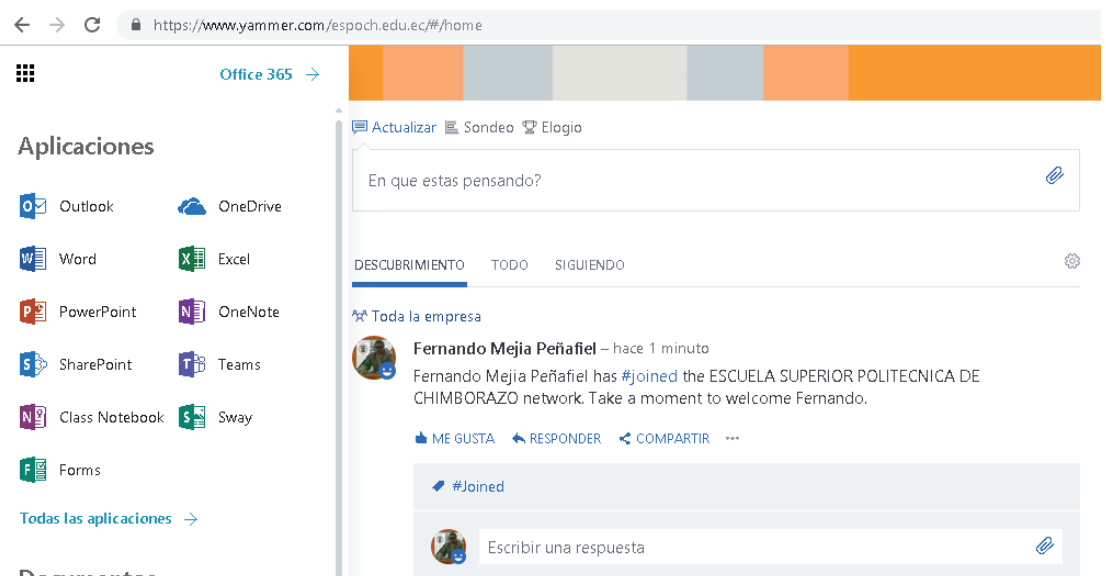 https://www.yammer.com/espoch.edu.ec/#/home
Office 365 →
Aplicaciones
Outlook
OneDrive
Word
Excel
PowerPoint
OneNote
SharePoint
Teams
Class Notebook
Sway
Forms
Todas las aplicaciones →
Documentos
Actualizar Sondeo Elogio
En que estas pensando?
DESCUBRIMIENTO TODO SIGUIENDO
Toda la empresa
Fernando Mejia Peñafiel – hace 1 minuto
Fernando Mejia Peñafiel has #joined the ESCUELA SUPERIOR POLITECNICA DE
CHIMBORAZO network. Take a moment to welcome Fernando.
ME GUSTA RESPONDER COMPARTIR •••
#Joined
Escribir una respuesta